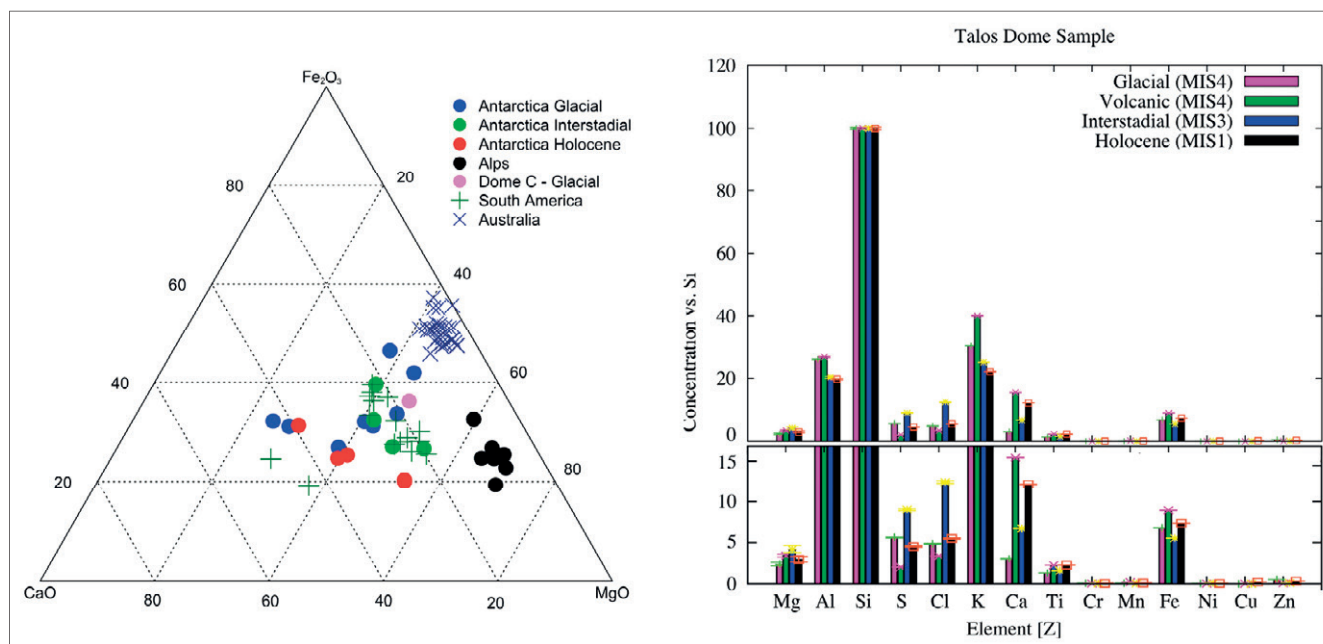 Fe₂O₃
Antarctica Glacial
Antarctica Interstadial
Antarctica Holocene
Alps
Dome C - Glacial
South America
Australia
80
20
60
40
40
60
20
80
CaO
80
60
40
20
MgO
Talos Dome Sample
Glacial (MIS4)
Volcanic (MIS4)
Interstadial (MIS3)
Holocene (MIS1)
Concentration vs. Si
120
100
80
60
40
20
0
15
10
5
0
Mg Al Si S Cl K Ca Ti Cr Mn Fe Ni Cu Zn
Element [Z]